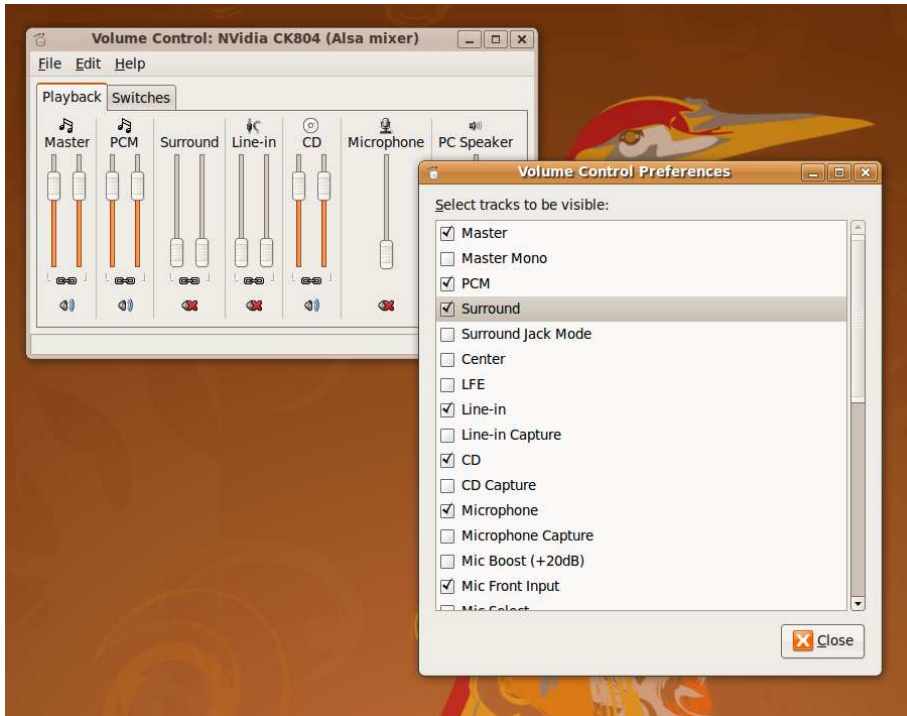 Volume Control: NVidia CK804 (Alsa mixer)
File Edit Help
Playback Switches
Master PCM Surround Line-in CD Microphone PC Speaker
Volume Control Preferences
Select tracks to be visible:
Master
Master Mono
PCM
Surround
Surround Jack Mode
Center
LFE
Line-in
Line-in Capture
CD
CD Capture
Microphone
Microphone Capture
Mic Boost (+20dB)
Mic Front Input
Mic Select
Close